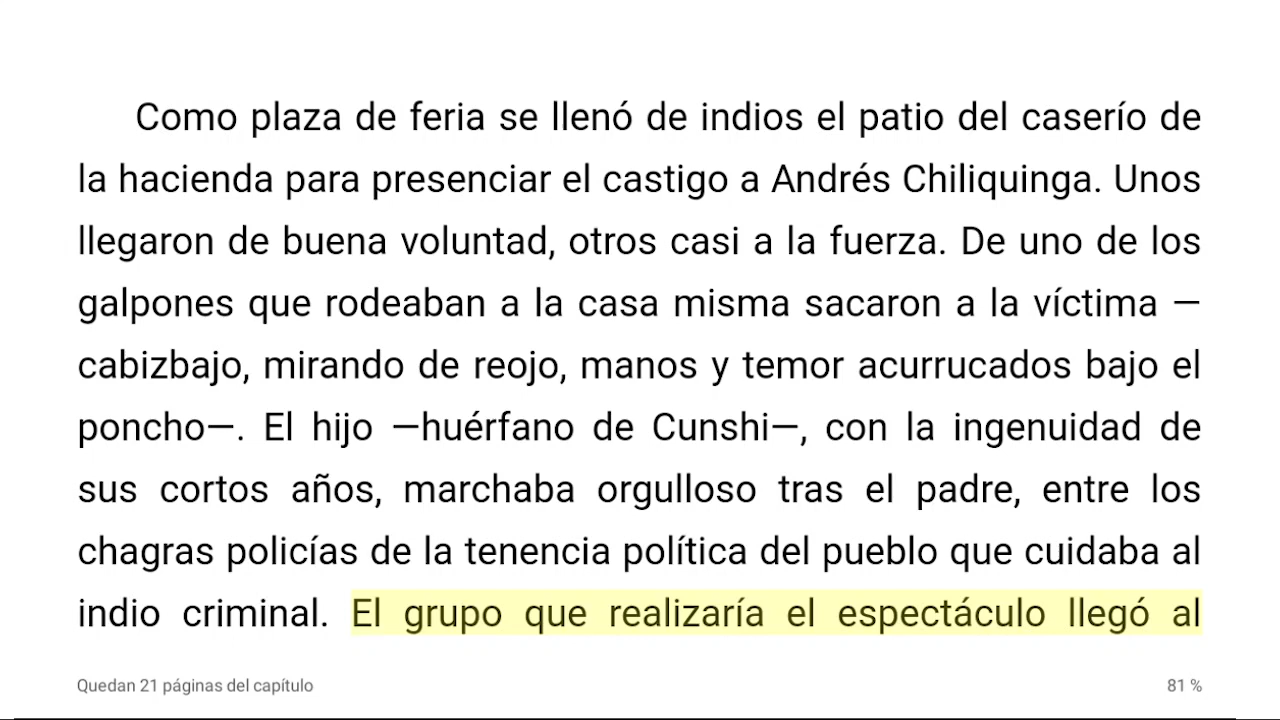 Como plaza de feria se llenó de indios el patio del caserío de
la hacienda para presenciar el castigo a Andrés Chiliquinga. Unos
llegaron de buena voluntad, otros casi a la fuerza. De uno de los
galpones que rodeaban a la casa misma sacaron a la víctima —
cabizbajo, mirando de reojo, manos y temor acurrucados bajo el
poncho—. El hijo —huérfano de Cunshi—, con la ingenuidad de
sus cortos años, marchaba orgulloso tras el padre, entre los
chagras policías de la tenencia política del pueblo que cuidaba al
indio criminal. El grupo que realizaría el espectáculo llegó al
Quedan 21 páginas del capítulo
81 %